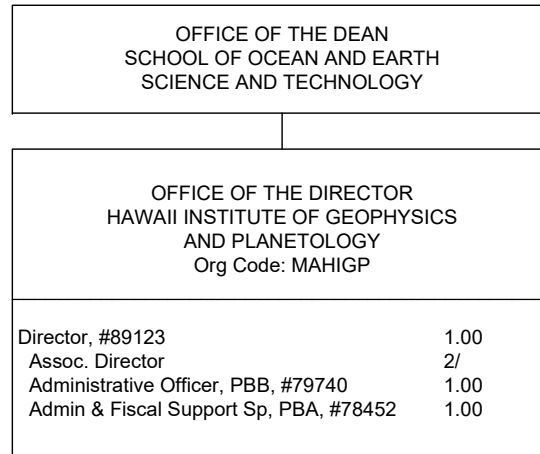 OFFICE OF THE DEAN
SCHOOL OF OCEAN AND EARTH
SCIENCE AND TECHNOLOGY
OFFICE OF THE DIRECTOR
HAWAII INSTITUTE OF GEOPHYSICS
AND PLANETOLOGY
Org Code: MAHIGP
Director, #89123 1.00
Assoc. Director 2/
Administrative Officer, PBB, #79740 1.00
Admin & Fiscal Support Sp, PBA, #78452 1.00